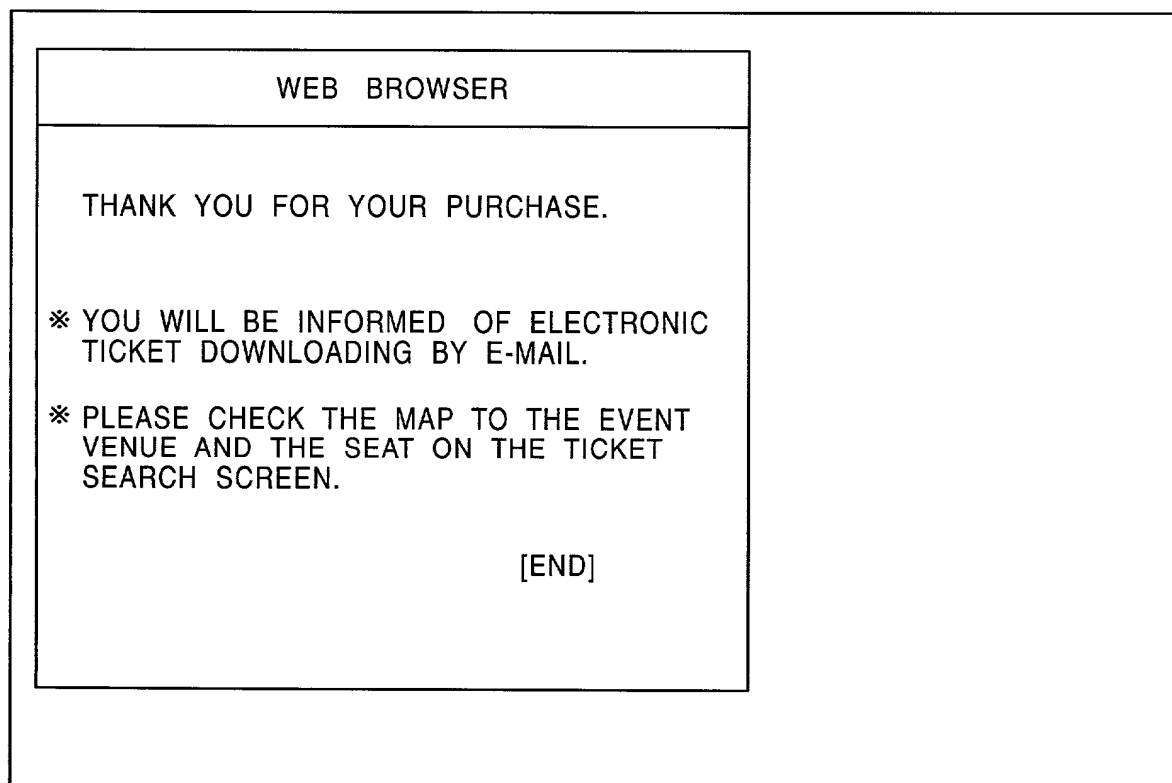 WEB BROWSER
THANK YOU FOR YOUR PURCHASE.
※ YOU WILL BE INFORMED OF ELECTRONIC
TICKET DOWNLOADING BY E-MAIL.
※ PLEASE CHECK THE MAP TO THE EVENT
VENUE AND THE SEAT ON THE TICKET
SEARCH SCREEN.
[END]